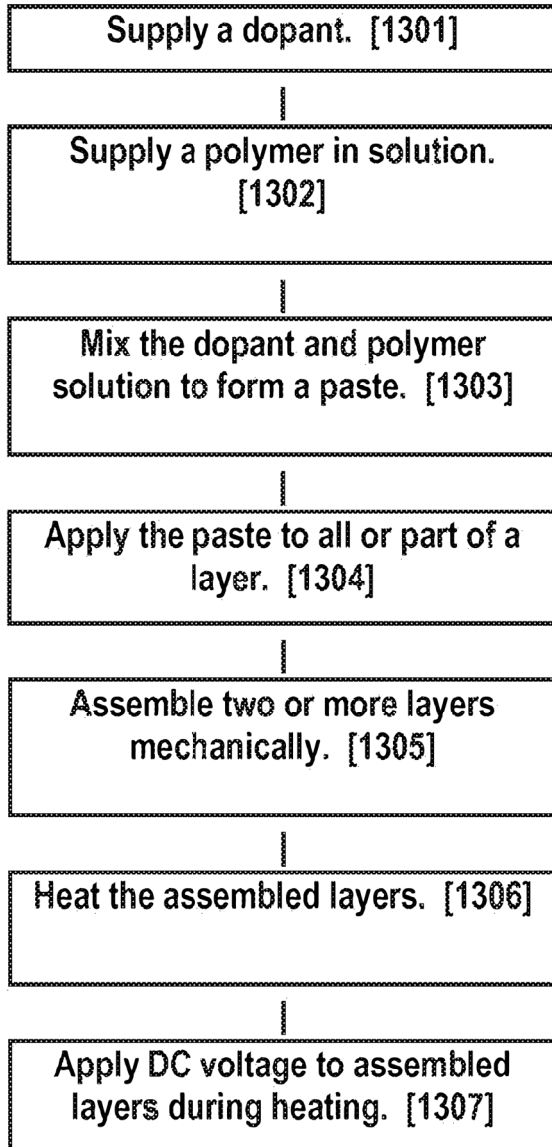 Supply a dopant. [1301]
Supply a polymer in solution.
[1302]
Mix the dopant and polymer
solution to form a paste. [1303]
Apply the paste to all or part of a
layer. [1304]
Assemble two or more layers
mechanically. [1305]
Heat the assembled layers. [1306]
Apply DC voltage to assembled
layers during heating. [1307]